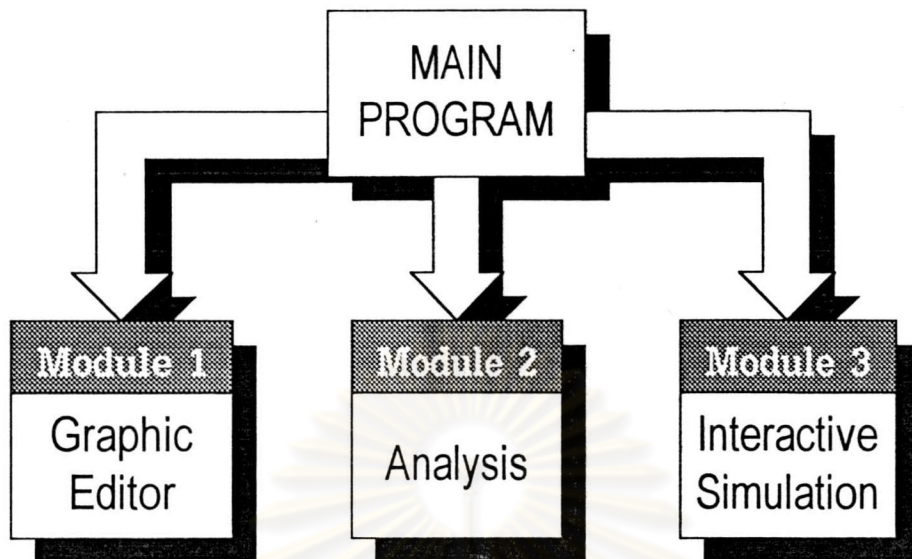 MAIN
PROGRAM
Module 1
Graphic
Editor
Module 2
Analysis
Module 3
Interactive
Simulation